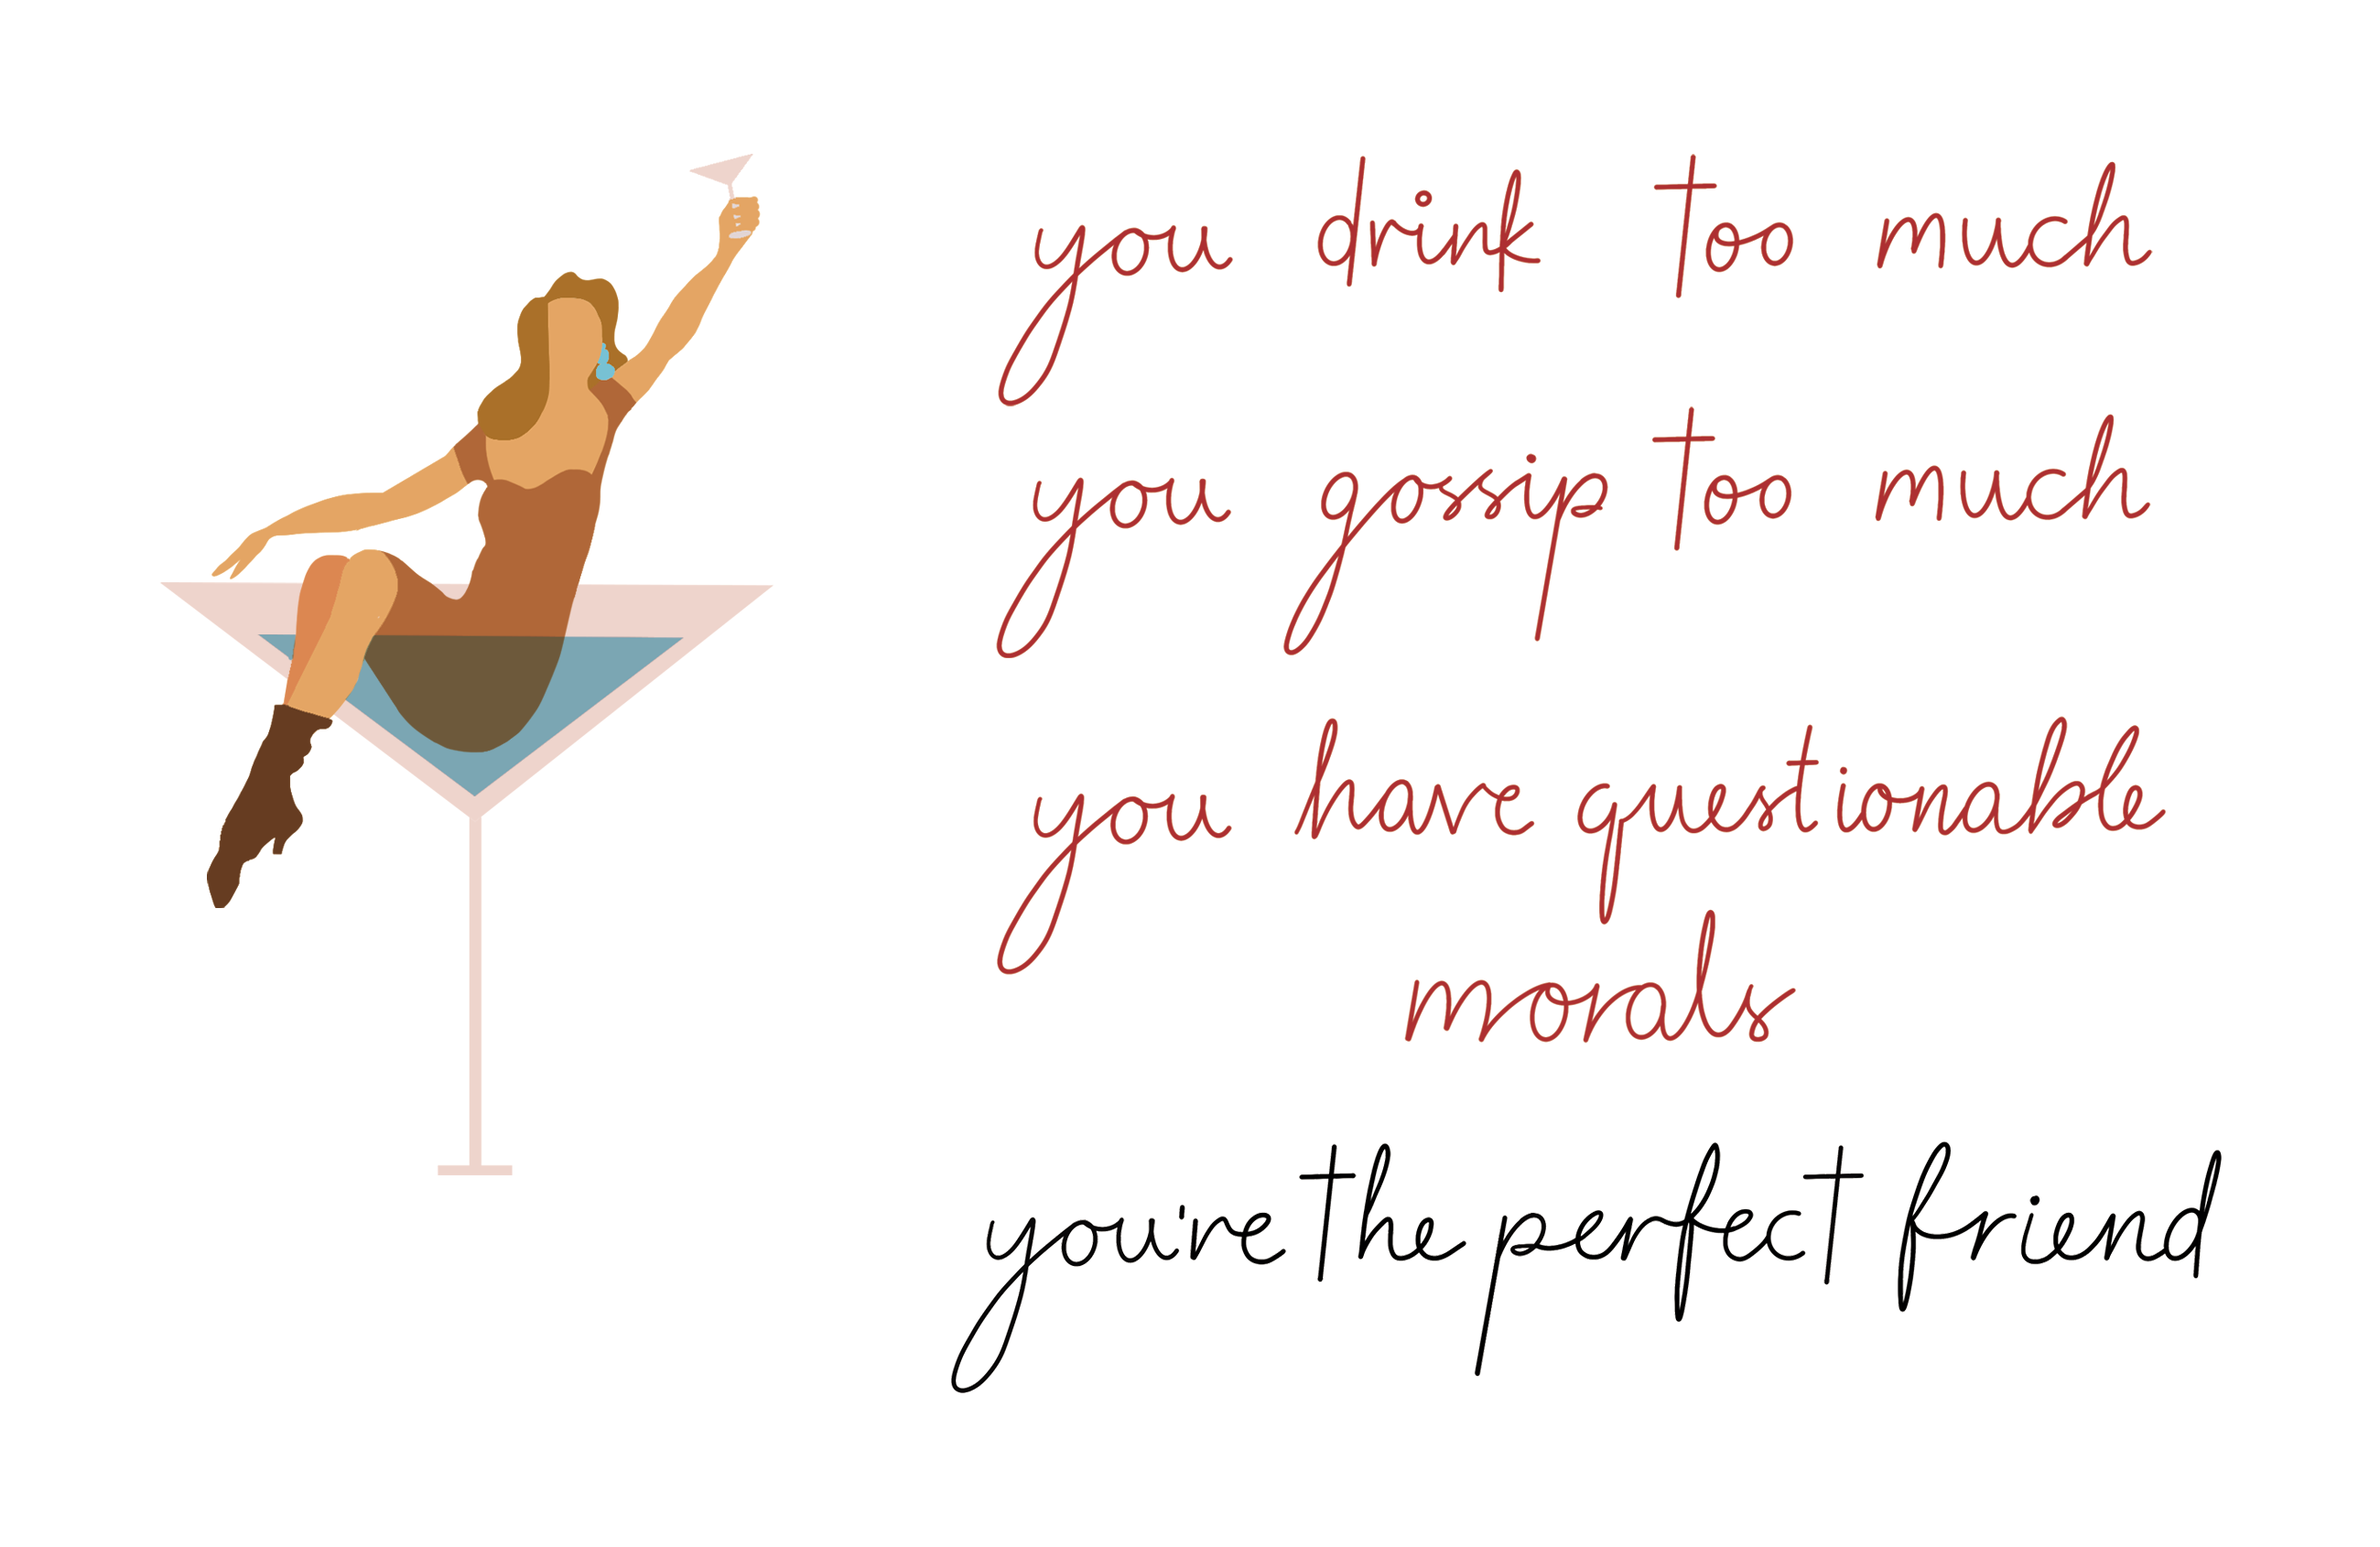 you drink too much
you gossip too much
you have questionable
morals
you're the perfect friend